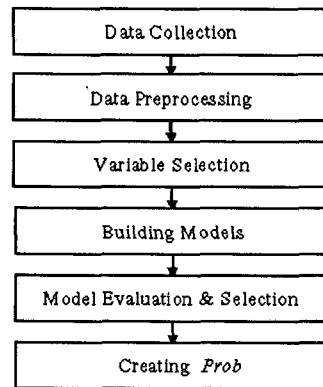 Data Collection
Data Preprocessing
Variable Selection
Building Models
Model Evaluation & Selection
Creating Prob